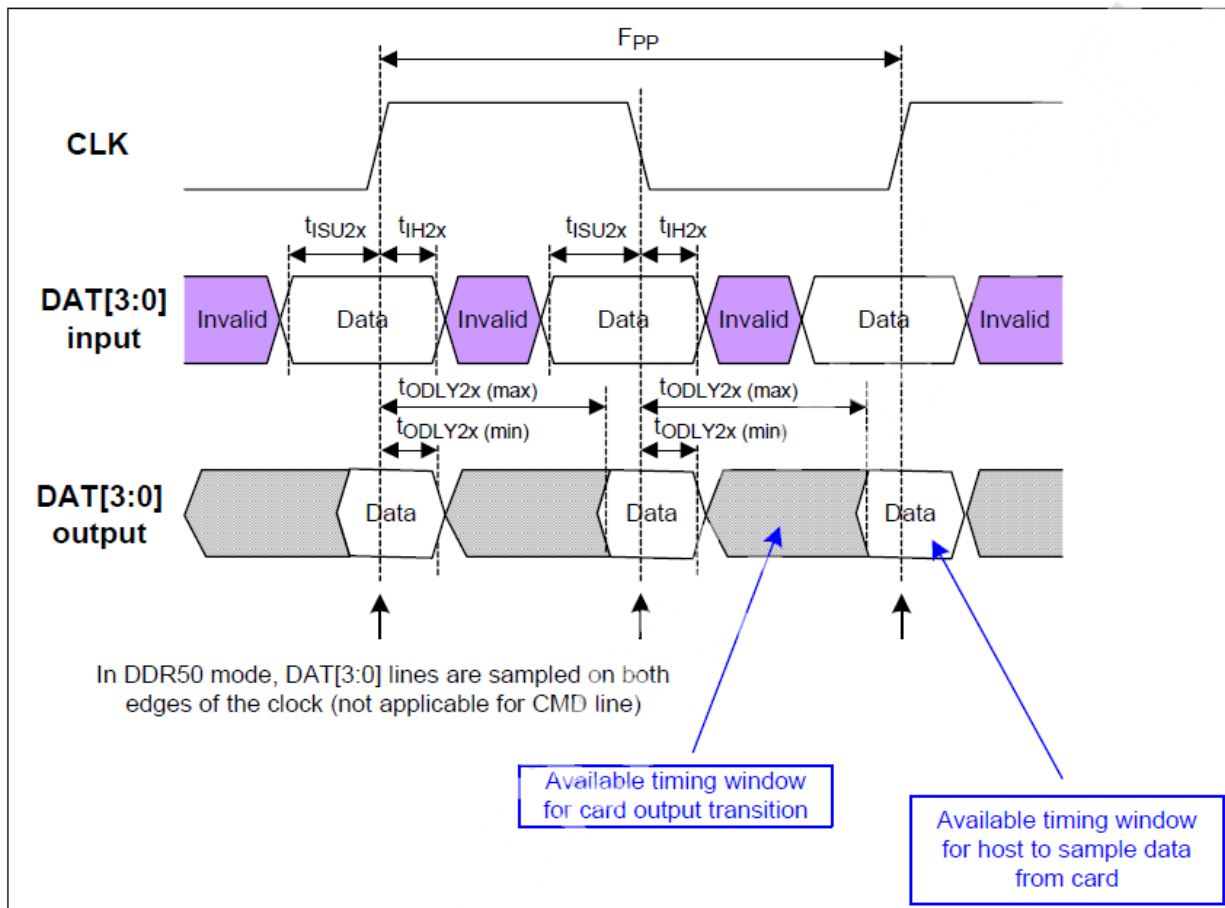 FPP
CLK
tISU2x tIH2x tISU2x tIH2x
DAT[3:0]
input
Invalid Data Invalid Data Invalid Data Invalid
tODLY2x (max) tODLY2x (max)
tODLY2x (min) tODLY2x (min)
DAT[3:0]
output
Data Data Data
In DDR50 mode, DAT[3:0] lines are sampled on both
edges of the clock (not applicable for CMD line)
Available timing window
for card output transition
Available timing window
for host to sample data
from card